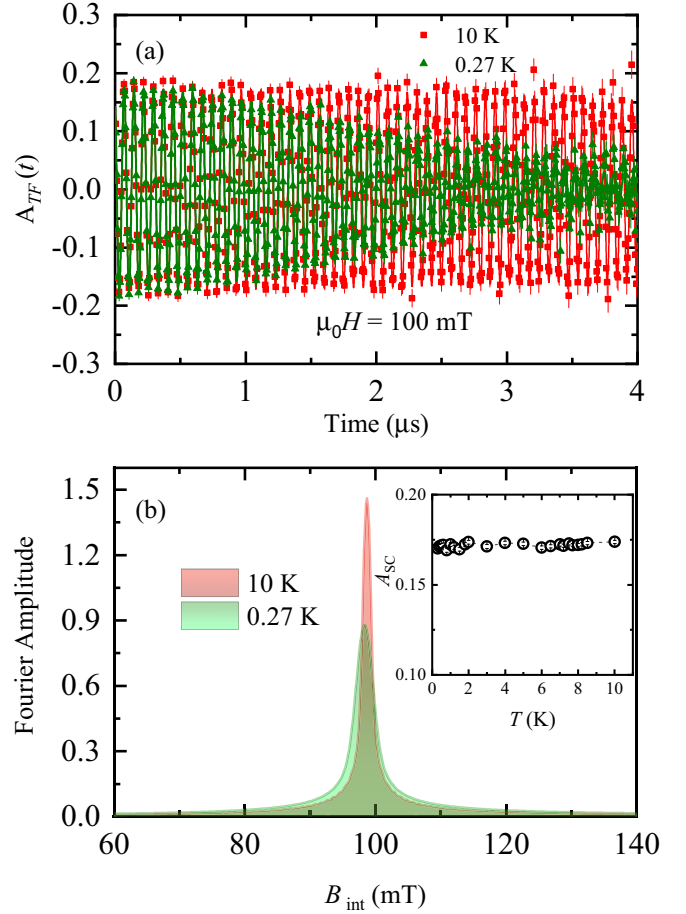 0.3
(a)
10 K
0.27 K
0.2
0.1
0.0
-0.1
-0.2
-0.3
A_TF(t)
μ₀H = 100 mT
0 1 2 3 4
Time (μs)
1.5
1.2
0.9
0.6
0.3
0.0
Fourier Amplitude
(b)
10 K
0.27 K
0.20
0.15
0.10
A_SC
0 2 4 6 8 10
T (K)
60 80 100 120 140
B_int (mT)